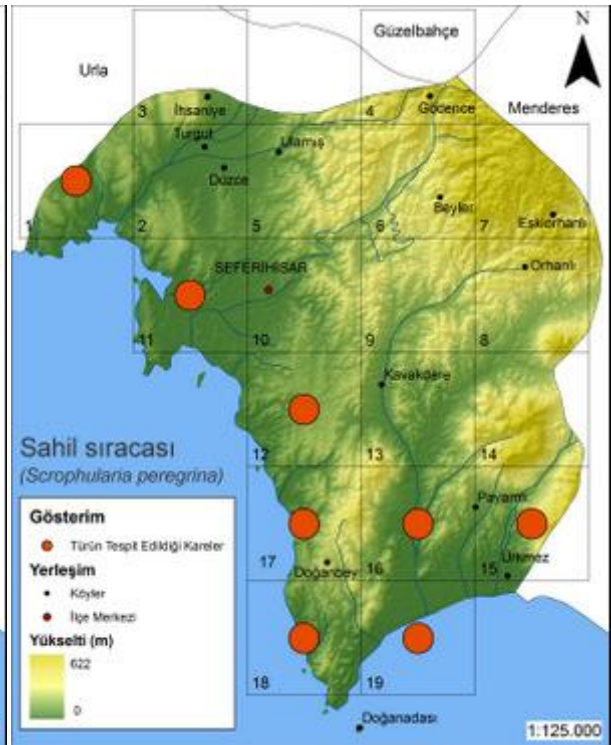 Güzelbahçe
N
Urla
3
4
İhsaniye
Gödence
Menderes
Turgut
Ulamış
Düzce
Beyler
1
2
5
6
7
Eskiorhanlı
SEFERİHİSAR
Orhanlı
11
10
9
8
Kavakdere
Sahil sıracası
(Scrophularia peregrina)
12
13
14
Gösterim
Payamlı
Türün Tespit Edildiği Kareler
Yerleşim
17
Doğanbey
16
15
Ürkmez
Köyler
İlçe Merkezi
Yükselti (m)
622
0
18
19
Doğanadası
1:125.000